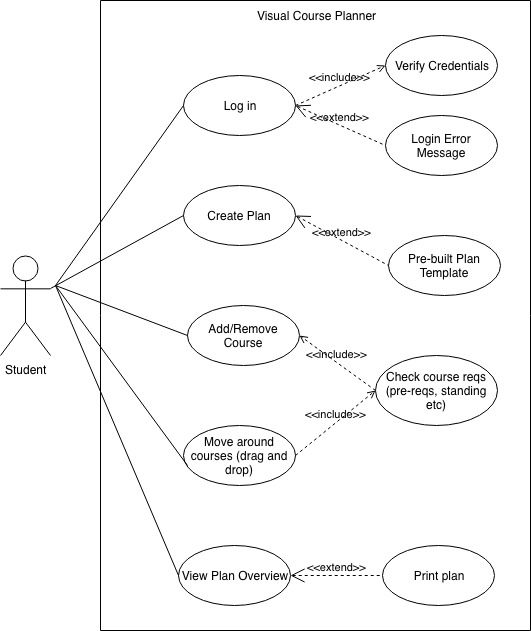 Visual Course Planner
Verify Credentials
<<include>>
Log in
<<extend>>
Login Error
Message
Create Plan
<<extend>>
Pre-built Plan
Template
Add/Remove
Course
<<include>>
Student
Check course reqs
(pre-reqs, standing
etc)
<<include>>
Move around
courses (drag and
drop)
<<extend>>
View Plan Overview
Print plan